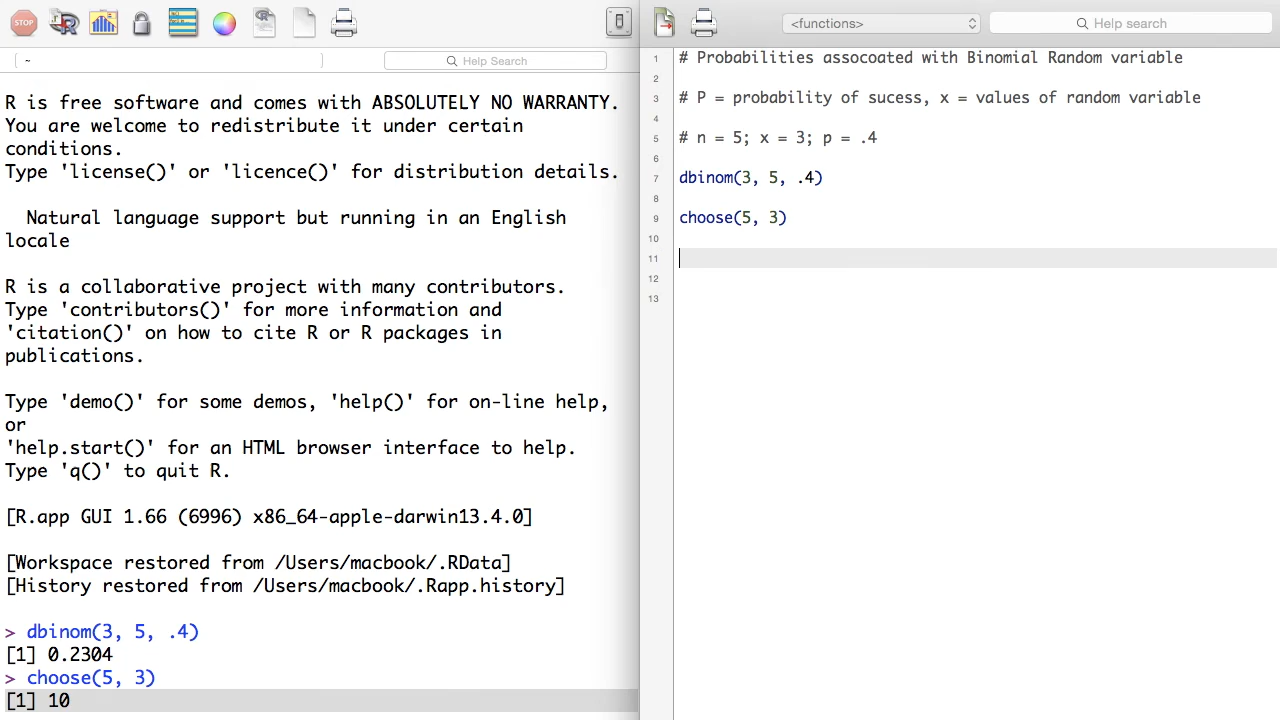 STOP
<functions>
Help search
~
Help Search
R is free software and comes with ABSOLUTELY NO WARRANTY.
You are welcome to redistribute it under certain
conditions.
Type 'license()' or 'licence()' for distribution details.
Natural language support but running in an English
locale
R is a collaborative project with many contributors.
Type 'contributors()' for more information and
'citation()' on how to cite R or R packages in
publications.
Type 'demo()' for some demos, 'help()' for on-line help,
or
'help.start()' for an HTML browser interface to help.
Type 'q()' to quit R.
[R.app GUI 1.66 (6996) x86_64-apple-darwin13.4.0]
[Workspace restored from /Users/macbook/.RData]
[History restored from /Users/macbook/.Rapp.history]
> dbinom(3, 5, .4)
[1] 0.2304
> choose(5, 3)
[1] 10
1 # Probabilities assocoated with Binomial Random variable
2
3 # P = probability of sucess, x = values of random variable
4
5 # n = 5; x = 3; p = .4
6
7 dbinom(3, 5, .4)
8
9 choose(5, 3)
10
11
12
13